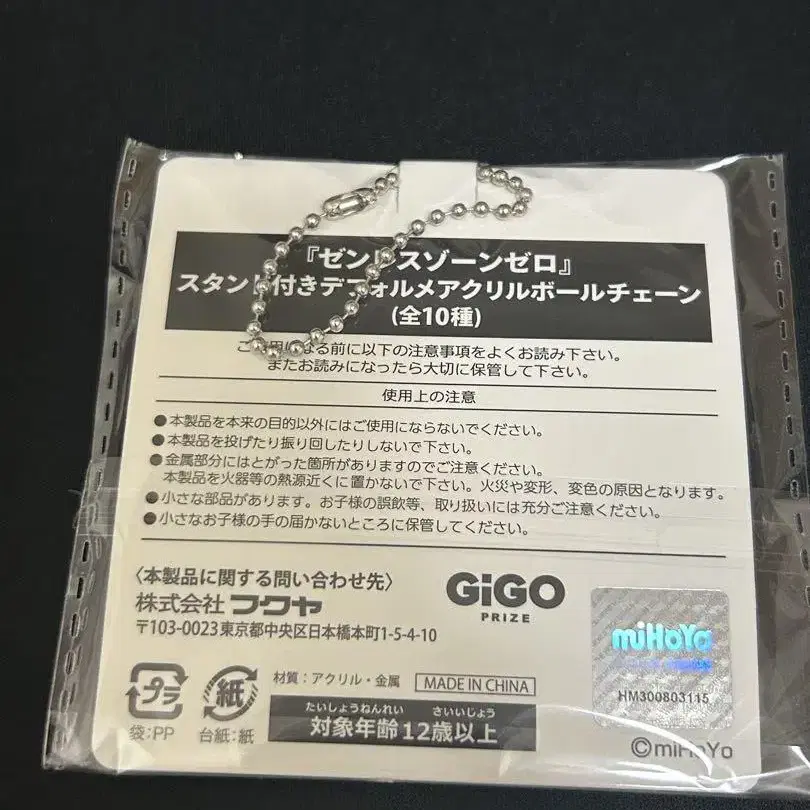 『ゼンレスゾーンゼロ』
スタンド付きデフォルメアクリルボールチェーン
(全10種)
ご使用になる前に以下の注意事項をよくお読み下さい。
またお読みになったら大切に保管して下さい。
使用上の注意
●本製品を本来の目的以外にはご使用にならないでください。
●本製品を投げたり振り回したりしないで下さい。
●金属部分にはとがった箇所がありますのでご注意ください。
本製品を火器等の熱源近くに置かないで下さい。火災や変形、変色の原因となります。
●小さな部品があります。お子様の誤飲等、取り扱いには充分ご注意ください。
●小さなお子様の手の届かないところに保管してください。
〈本製品に関する問い合わせ先〉
株式会社フクヤ
〒103-0023東京都中央区日本橋本町1-5-4-10
GiGO
PRIZE
miHoYo
HM300803115
プラ
袋:PP
紙
台紙:紙
材質:アクリル・金属
MADE IN CHINA
たいしょうねんれい さいいじょう
対象年齢12歳以上
©miHoYo